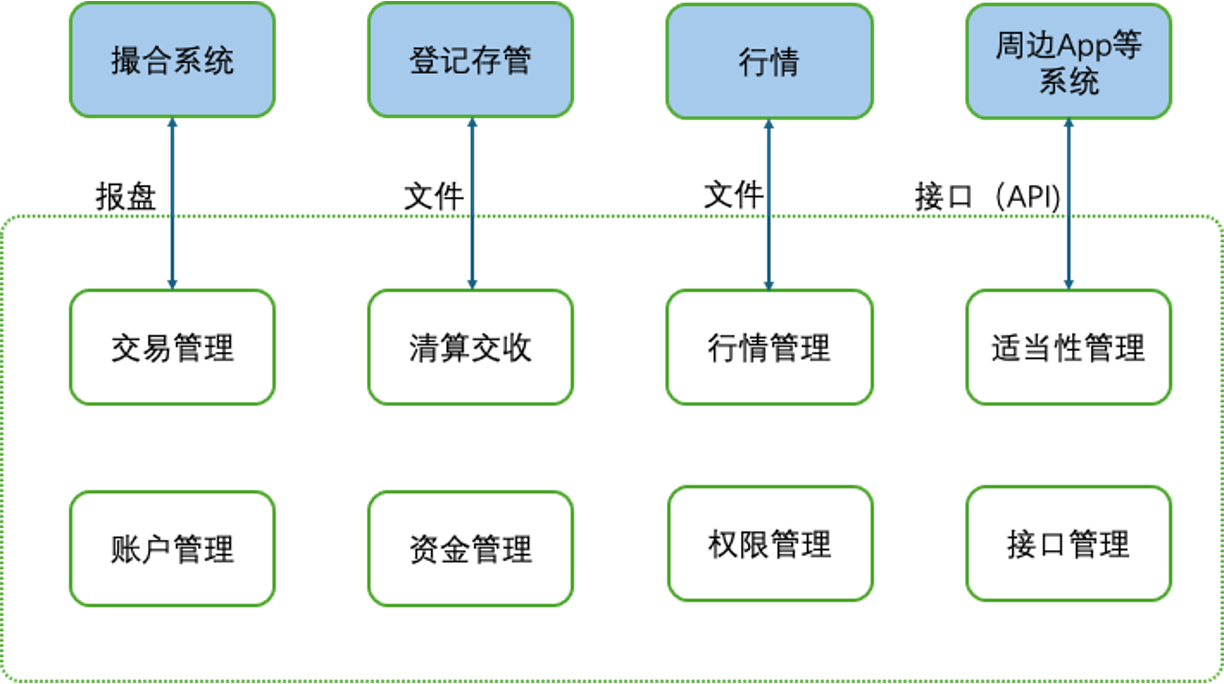 撮合系统
登记存管
行情
周边App等
系统
报盘
文件
文件
接口（API)
交易管理
清算交收
行情管理
适当性管理
账户管理
资金管理
权限管理
接口管理